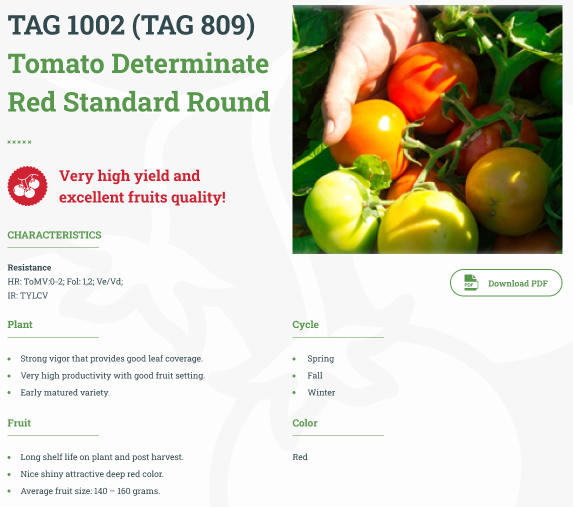 TAG 1002 (TAG 809)
Tomato Determinate
Red Standard Round
Very high yield and
excellent fruits quality!
CHARACTERISTICS
Resistance
HR: ToMV:0-2; Fol: 1,2; Ve/Vd;
IR: TYLCV
PDF
Download PDF
Plant
Strong vigor that provides good leaf coverage.
Very high productivity with good fruit setting.
Early matured variety.
Cycle
Spring
Fall
Winter
Fruit
Long shelf life on plant and post harvest.
Nice shiny attractive deep red color.
Average fruit size: 140 – 160 grams.
Color
Red